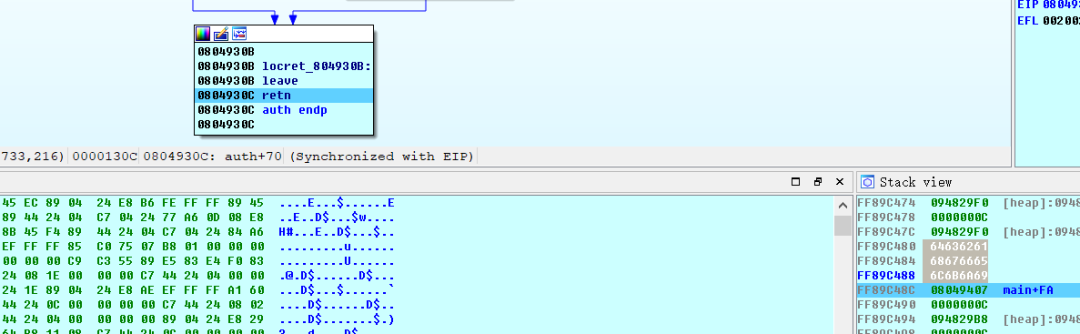 EIP 080493
EFL 002002
0804930B
0804930B locret_804930B:
0804930B leave
0804930C retn
0804930C auth endp
0804930C
733,216) 0000130C 0804930C: auth+70 (Synchronized with EIP)
Stack view
45 EC 89 04 24 E8 B6 FE FF FF 89 45 ....E...$......E
89 44 24 04 C7 04 24 77 A6 0D 08 E8 ..E..D$...$w....
8B 45 F4 89 44 24 04 C7 04 24 84 A6 H#...E..D$...$..
EF FF FF 85 C0 75 07 B8 01 00 00 00 .........u......
00 00 00 C9 C3 55 89 E5 83 E4 F0 83 .........U......
24 08 1E 00 00 00 C7 44 24 04 00 00 .@.D$......D$...
24 1E 89 04 24 E8 AE EF FF FF A1 60 ...D$...$......`
44 24 0C 00 00 00 00 C7 44 24 08 02 ....D$......D$..
44 24 04 00 00 00 00 89 04 24 E8 29 ....D$.......$.)
FF89C474 094829F0 [heap]:0948
FF89C478 0000000C
FF89C47C 094829F0 [heap]:0948
FF89C480 64636261
FF89C484 68676665
FF89C488 6C6B6A69
FF89C48C 08049407 main+FA
FF89C490 0000000C
FF89C494 094829B8 [heap]:0948
FF89C498 0000000C